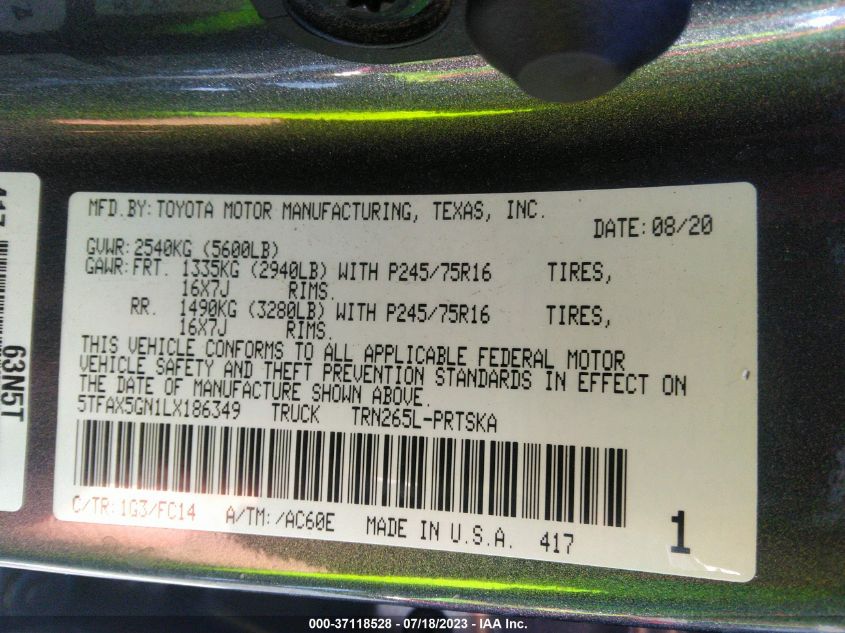 MFD.BY: TOYOTA MOTOR MANUFACTURING, TEXAS, INC.
DATE: 08/20
GVWR: 2540KG (5600LB)
GAWR: FRT. 1335KG (2940LB) WITH P245/75R16 TIRES,
16X7J RIMS.
RR. 1490KG (3280LB) WITH P245/75R16 TIRES,
16X7J RIMS.
THIS VEHICLE CONFORMS TO ALL APPLICABLE FEDERAL MOTOR
VEHICLE SAFETY AND THEFT PREVENTION STANDARDS IN EFFECT ON
THE DATE OF MANUFACTURE SHOWN ABOVE.
5TFAX5GN1LX186349 TRUCK TRN265L-PRTSKA
C/TR: 1G3/FC14 A/TM: /AC60E MADE IN U.S.A. 417 1
63N5T
000-37118528 - 07/18/2023 - IAA Inc.